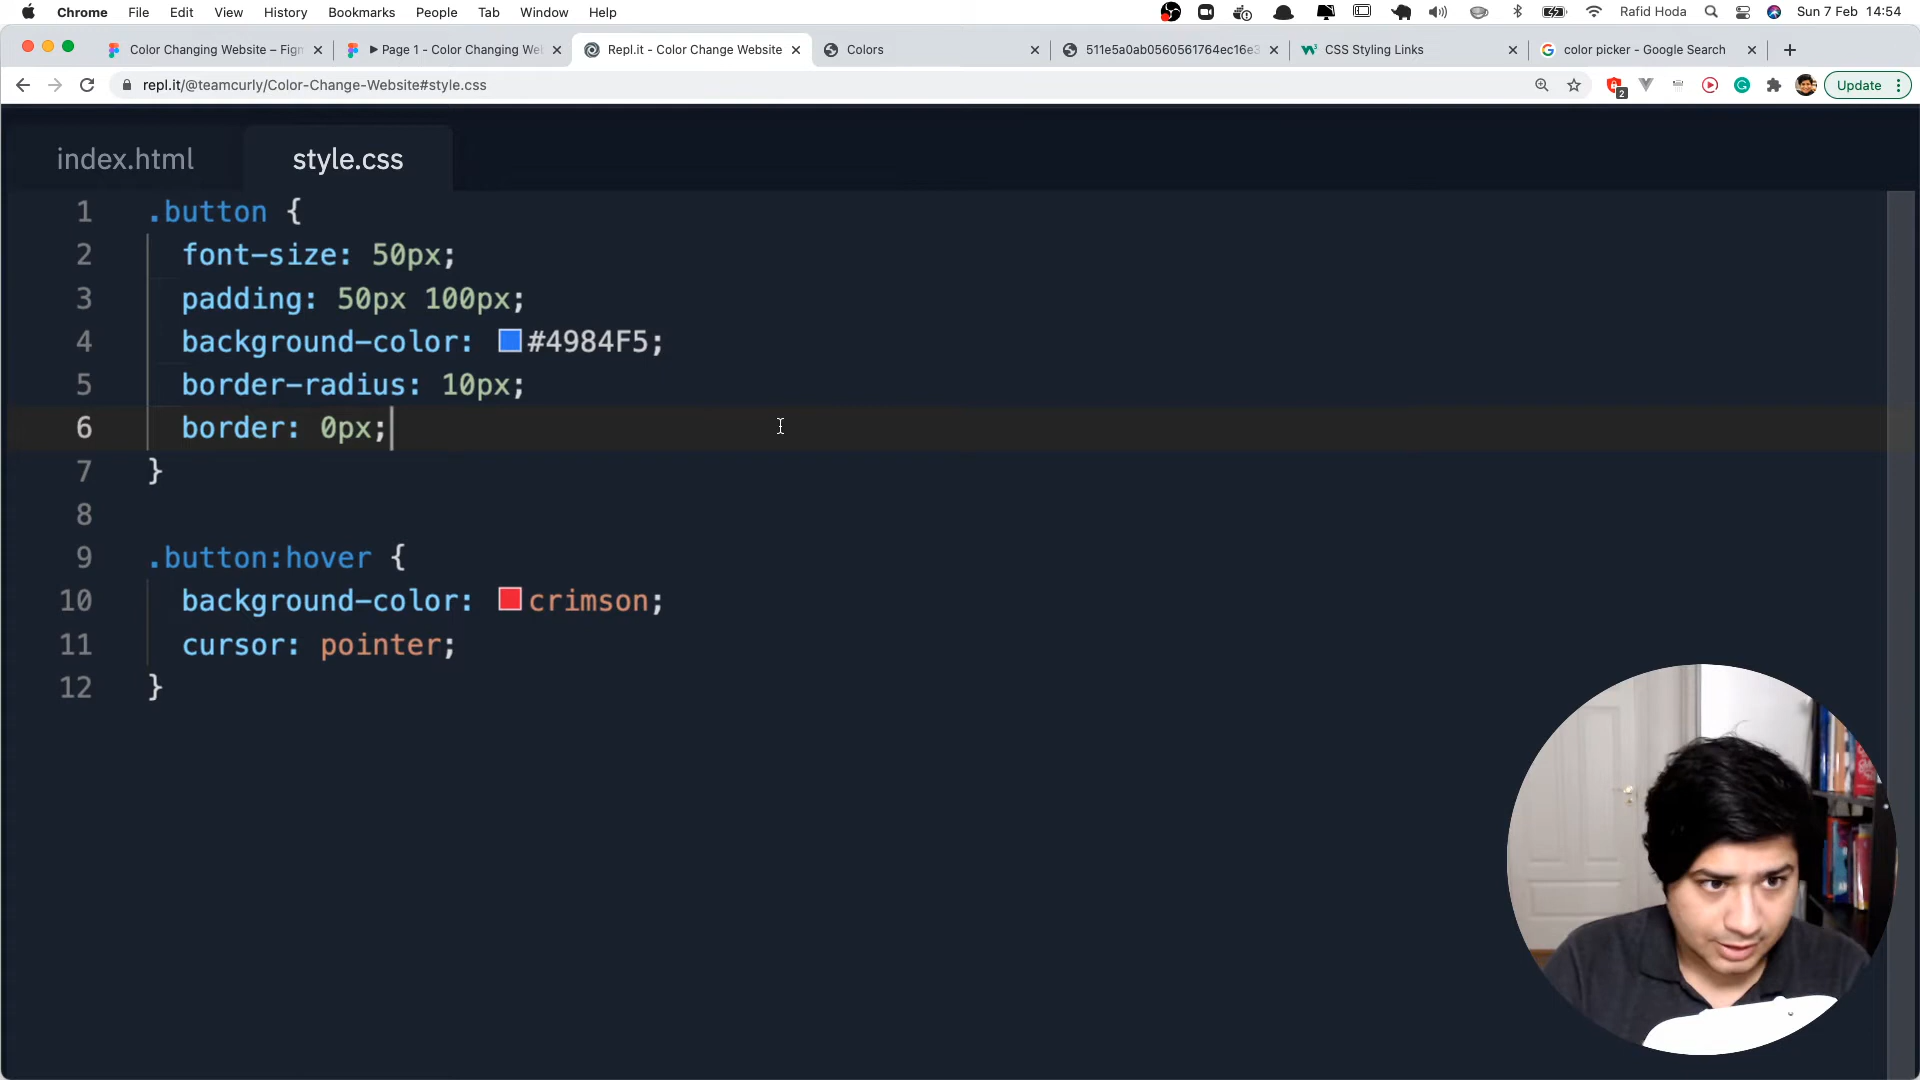 Chrome File Edit View History Bookmarks People Tab Window Help Rafid Hoda Sun 7 Feb 14:54
Color Changing Website – Figm Page 1 - Color Changing Wel Repl.it - Color Change Website Colors 511e5a0ab0560561764ec16e3 CSS Styling Links color picker - Google Search
repl.it/@teamcurly/Color-Change-Website#style.css 2 Update
index.html style.css
1 .button {
2 font-size: 50px;
3 padding: 50px 100px;
4 background-color: #4984F5;
5 border-radius: 10px;
6 border: 0px;
7 }
8
9 .button:hover {
10 background-color: crimson;
11 cursor: pointer;
12 }